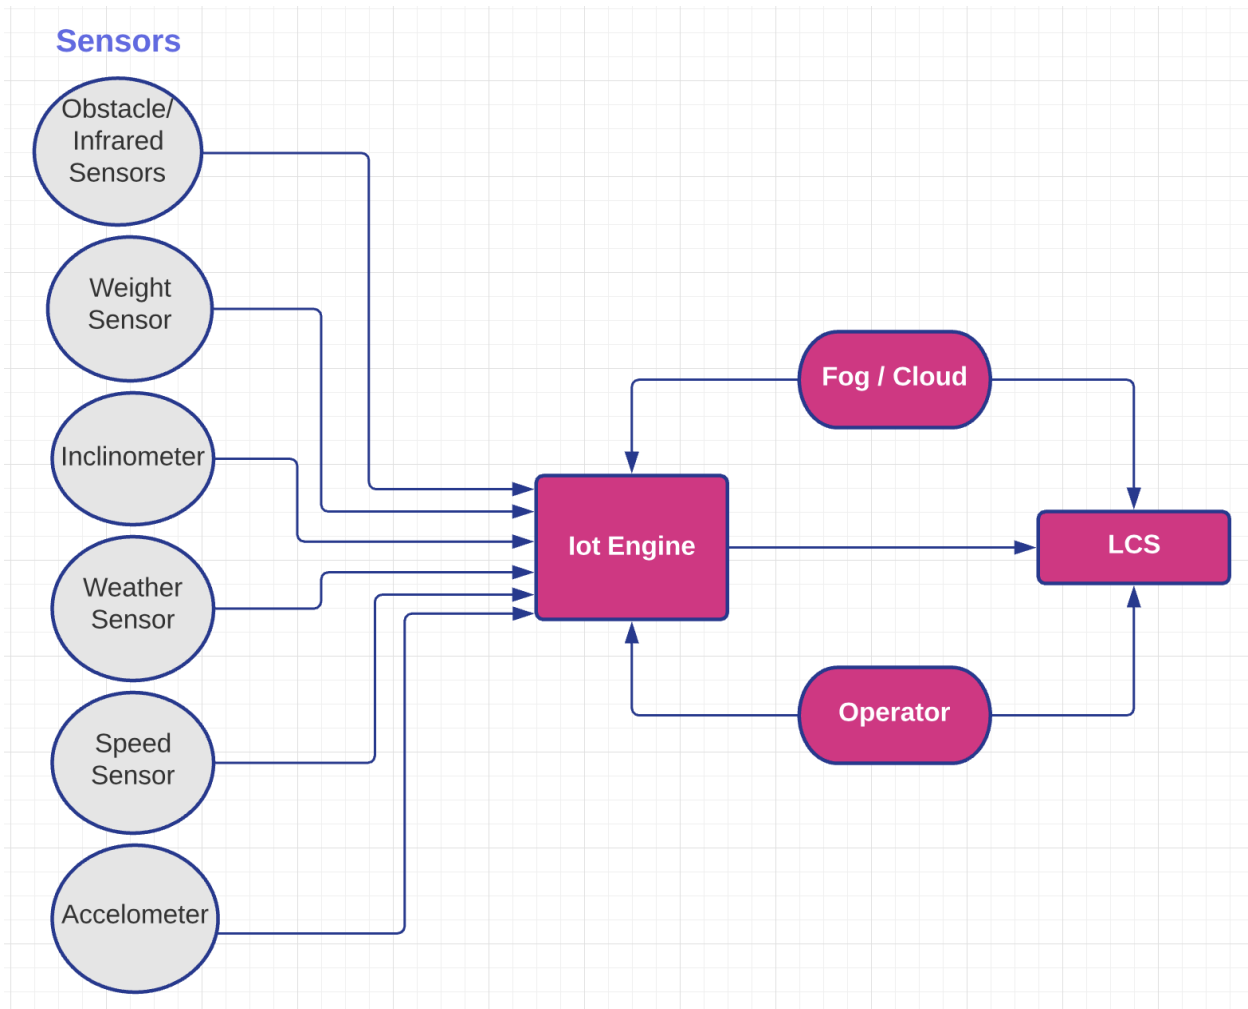 Sensors
Obstacle/
Infrared
Sensors
Weight
Sensor
Inclinometer
Weather
Sensor
Speed
Sensor
Accelometer
Fog / Cloud
Iot Engine
LCS
Operator